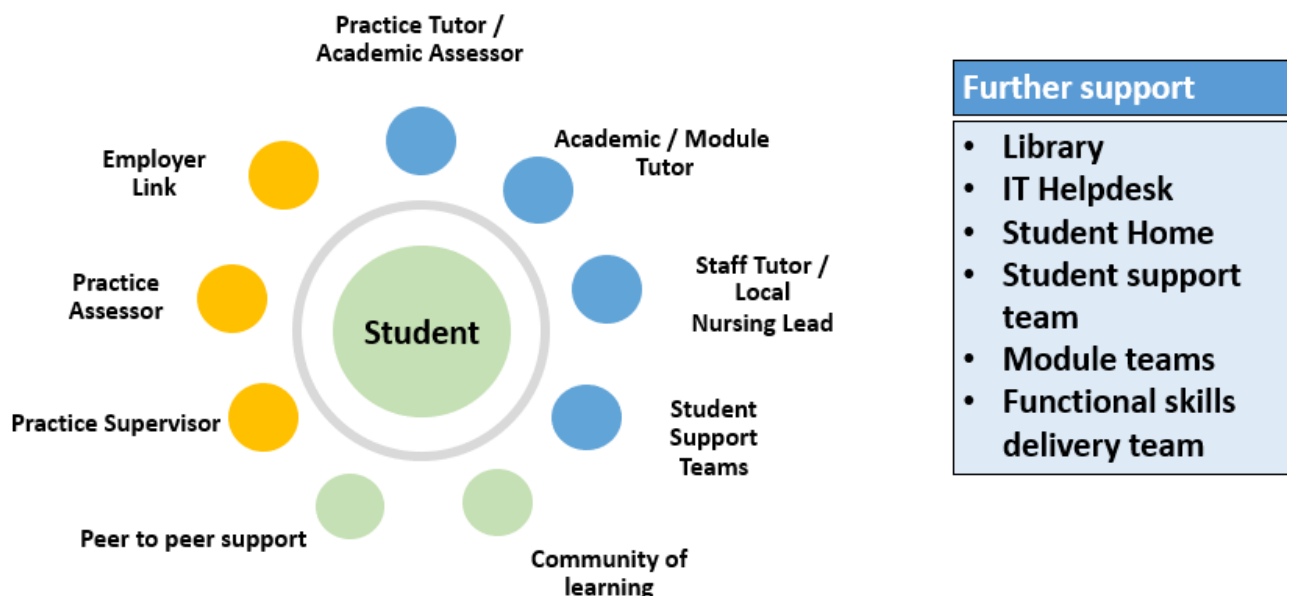 Practice Tutor /
Academic Assessor
Academic / Module
Tutor
Staff Tutor /
Local
Nursing Lead
Student
Support
Teams
Community of
learning
Peer to peer support
Practice Supervisor
Practice
Assessor
Employer
Link
Student
Further support
• Library
• IT Helpdesk
• Student Home
• Student support
team
• Module teams
• Functional skills
delivery team